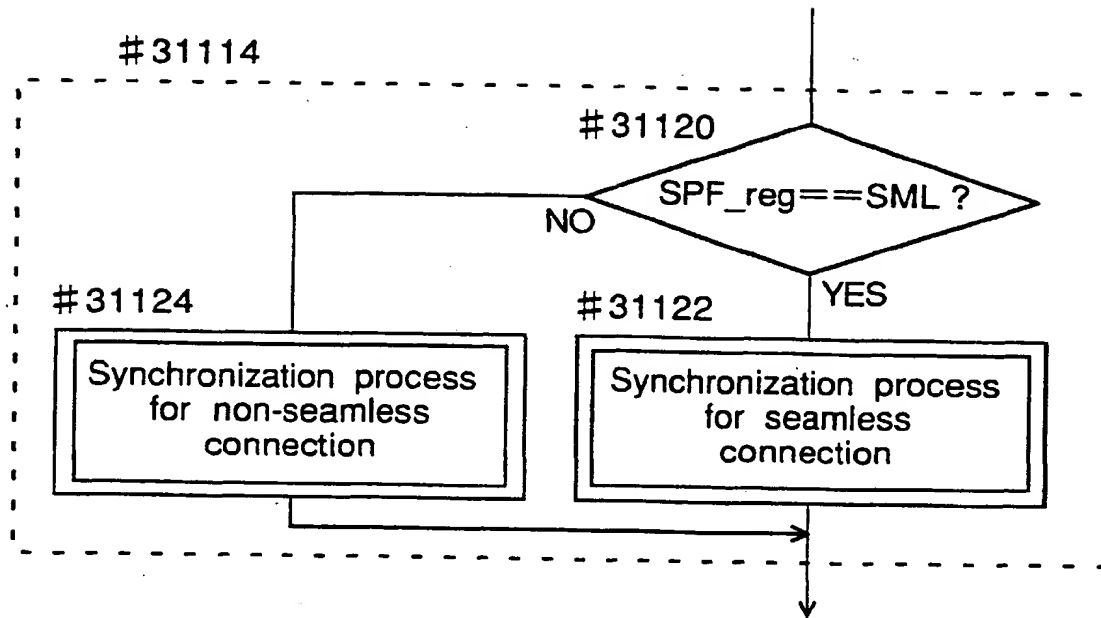 #31114
#31120
SPF_reg==SML ?
NO
YES
#31124
#31122
Synchronization process
for non-seamless
connection
Synchronization process
for seamless
connection